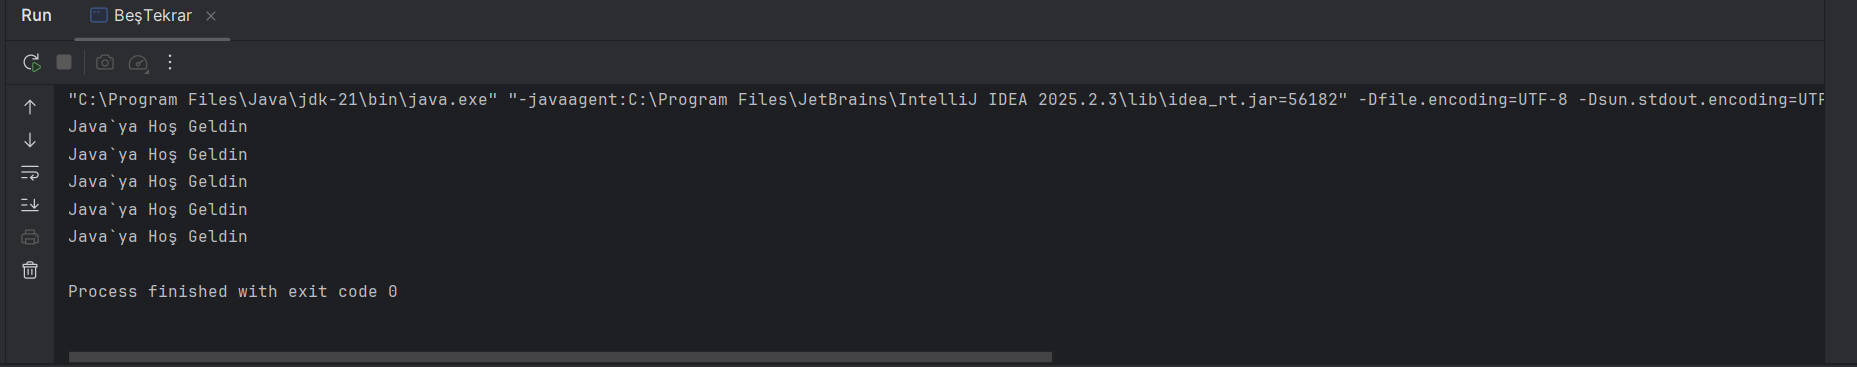 Run BeşTekrar
"C:\Program Files\Java\jdk-21\bin\java.exe" "-javaagent:C:\Program Files\JetBrains\IntelliJ IDEA 2025.2.3\lib\idea_rt.jar=56182" -Dfile.encoding=UTF-8 -Dsun.stdout.encoding=UTF
Java`ya Hoş Geldin
Java`ya Hoş Geldin
Java`ya Hoş Geldin
Java`ya Hoş Geldin
Java`ya Hoş Geldin
Process finished with exit code 0